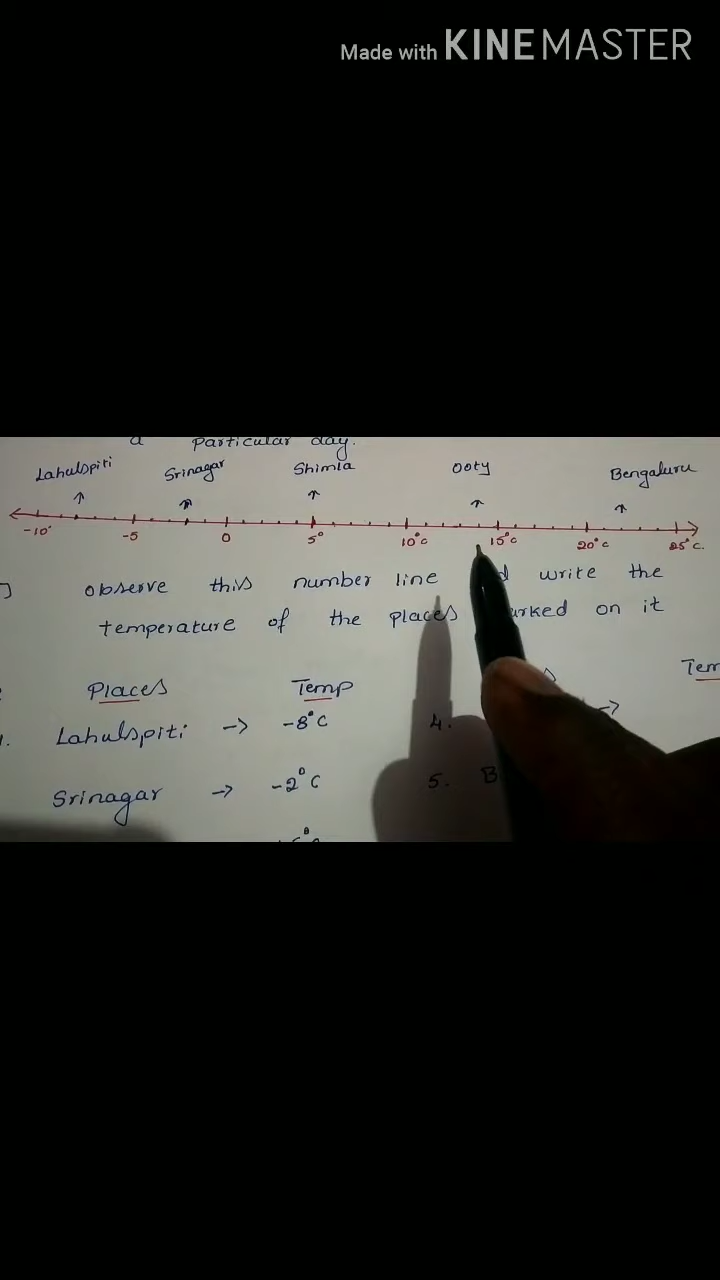 Made with KINEMASTER
a particular day.
Lahulspiti Srinagar Shimla Ooty Bengaluru
-10° -5 0 5° 10°c 15°c 20°c 25°c.
observe this number line write the
temperature of the places on it
Places Temp
1. Lahulspiti -> -8°C 4. ->
Srinagar -> -2°C 5. B